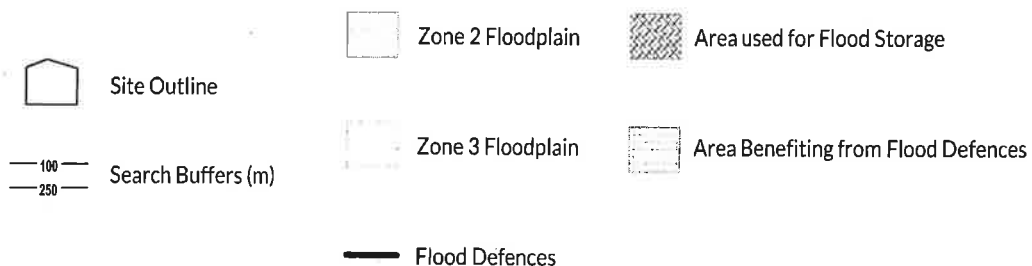 Site Outline
100
250
Search Buffers (m)
Zone 2 Floodplain
Zone 3 Floodplain
Flood Defences
Area used for Flood Storage
Area Benefiting from Flood Defences